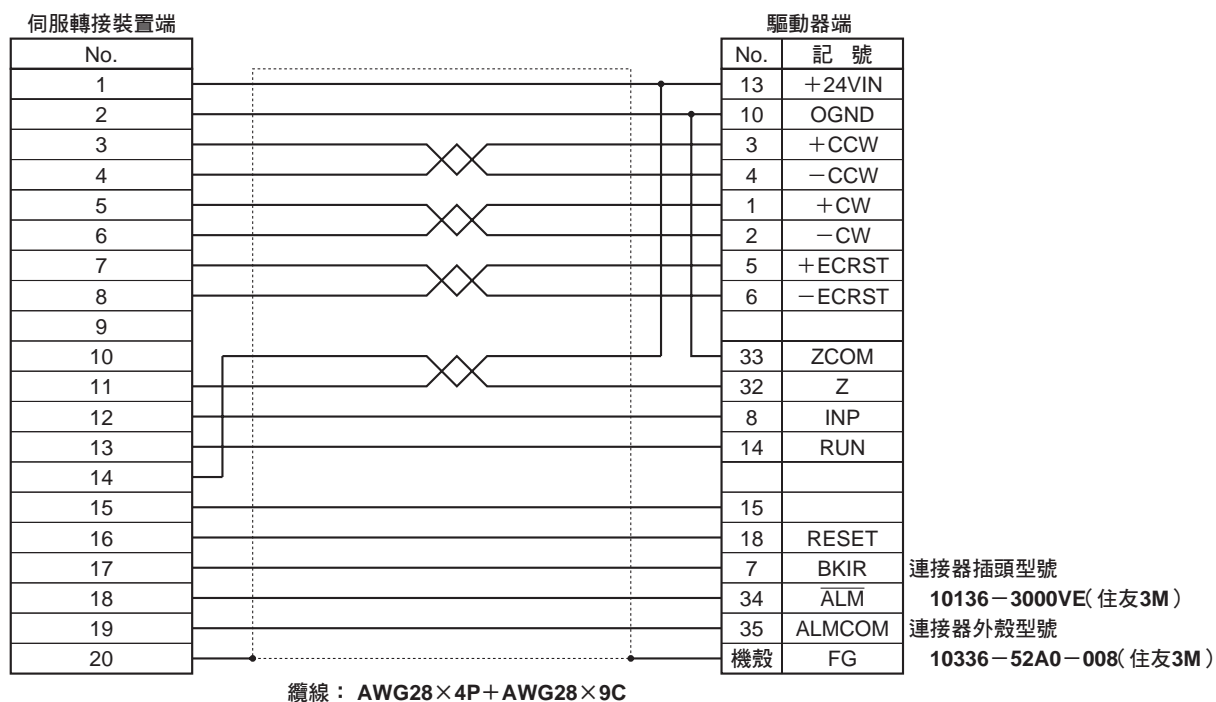 伺服轉接裝置端 驅動器端
No. No. 記 號
1 13 ＋24VIN
2 10 OGND
3 3 ＋CCW
4 4 －CCW
5 1 ＋CW
6 2 －CW
7 5 ＋ECRST
8 6 －ECRST
9
10 33 ZCOM
11 32 Z
12 8 INP
13 14 RUN
14
15 15
16 18 RESET
17 7 BKIR 連接器插頭型號
18 34 A̅L̅M̅ 10136－3000VE(住友3M)
19 35 ALMCOM 連接器外殼型號
20 機殼 FG 10336－52A0－008(住友3M)
纜線： AWG28×4P＋AWG28×9C